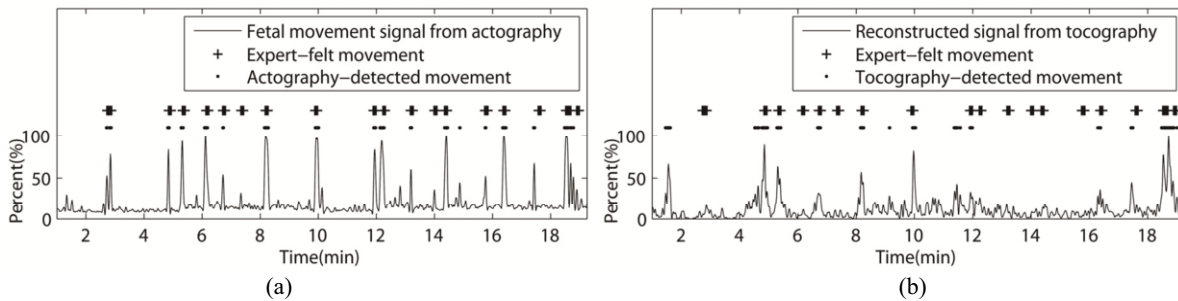 Fetal movement signal from actography
Expert−felt movement
Actography−detected movement
100
50
0
Percent(%)
2 4 6 8 10 12 14 16 18
Time(min)
(a)
Reconstructed signal from tocography
Expert−felt movement
Tocography−detected movement
100
50
0
Percent(%)
2 4 6 8 10 12 14 16 18
Time(min)
(b)